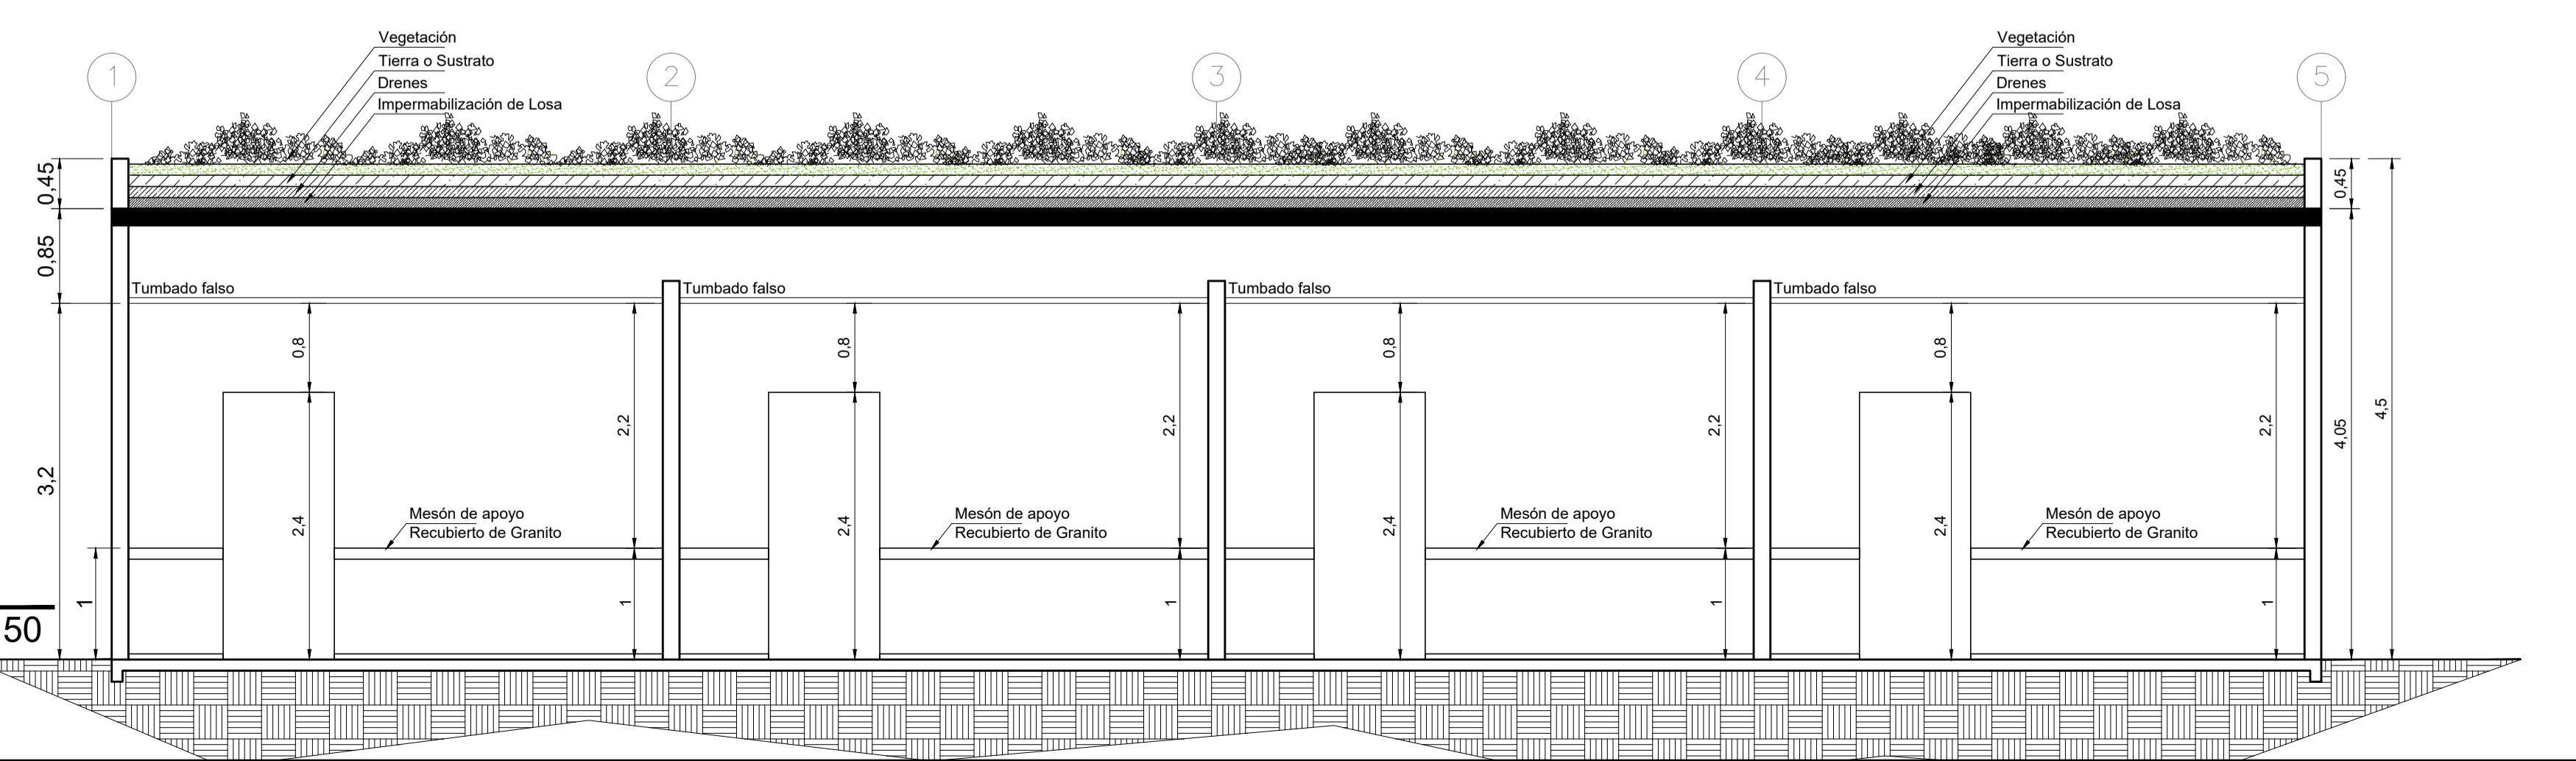 Vegetación
Tierra o Sustrato
Drenes
Impermabilización de Losa
Vegetación
Tierra o Sustrato
Drenes
Impermabilización de Losa
1
2
3
4
5
0,45
0,85
3,2
1
50
0,45
4,05
4,5
Tumbado falso
Tumbado falso
Tumbado falso
Tumbado falso
0,8
2,2
0,8
2,2
0,8
2,2
0,8
2,2
Mesón de apoyo
Recubierto de Granito
Mesón de apoyo
Recubierto de Granito
Mesón de apoyo
Recubierto de Granito
Mesón de apoyo
Recubierto de Granito
2,4
1
2,4
1
2,4
1
2,4
1